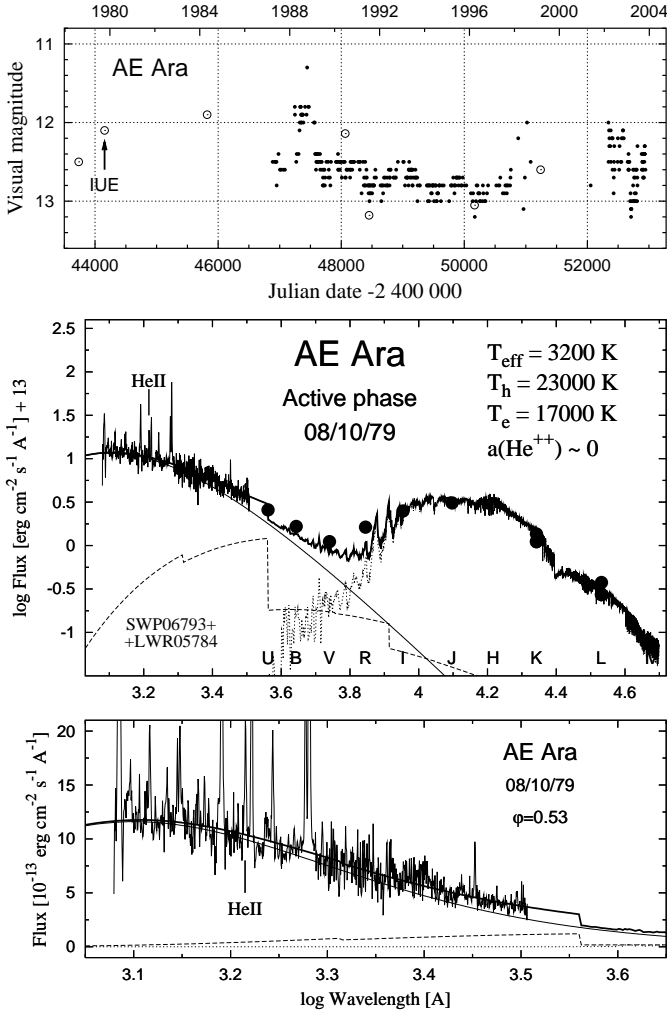 1980 1984 1988 1992 1996 2000 2004
11
12
13
Visual magnitude
AE Ara
IUE
44000 46000 48000 50000 52000
Julian date -2 400 000
2.5
2
1.5
1
0.5
0
-0.5
-1
log Flux [erg cm⁻² s⁻¹ A⁻¹] + 13
HeII
AE Ara
Active phase
08/10/79
T_eff = 3200 K
T_h = 23000 K
T_e = 17000 K
a(He⁺⁺) ~ 0
SWP06793+
+LWR05784
U B V R I J H K L M
3.2 3.4 3.6 3.8 4 4.2 4.4 4.6
20
15
10
5
0
Flux [10⁻¹³ erg cm⁻² s⁻¹ A⁻¹]
AE Ara
08/10/79
φ=0.53
HeII
3.1 3.2 3.3 3.4 3.5 3.6
log Wavelength [A]